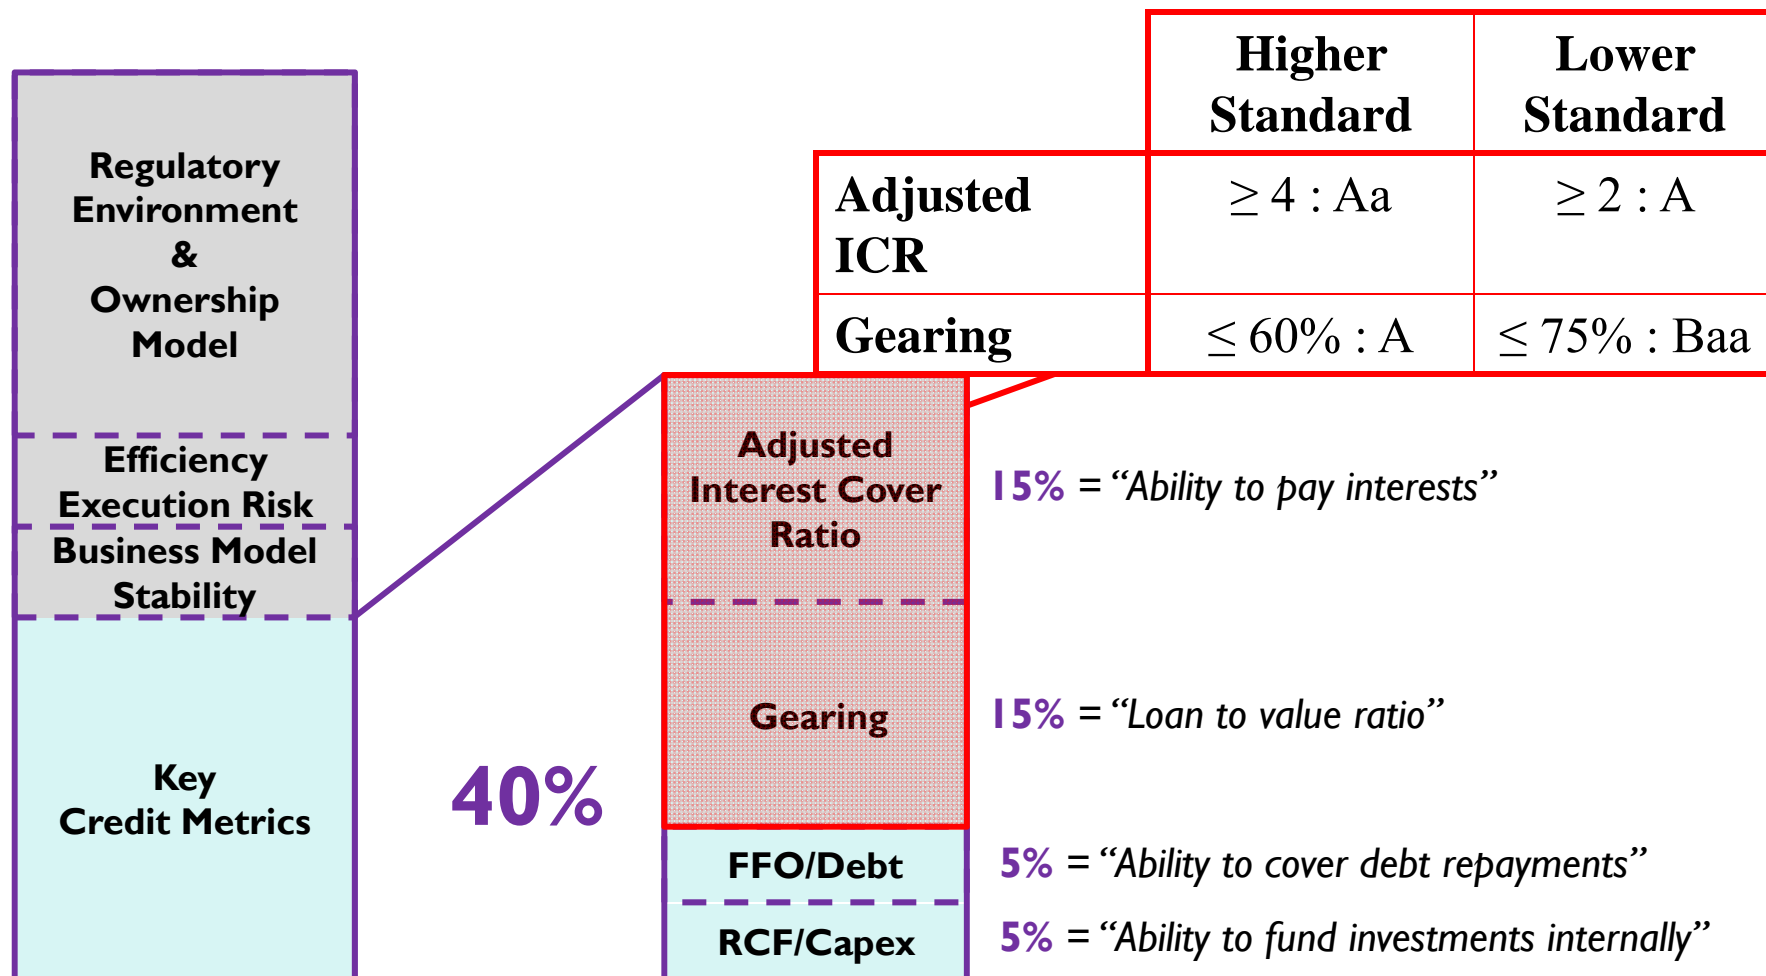 Higher
Standard
Lower
Standard
Adjusted
ICR
≥ 4 : Aa
≥ 2 : A
Gearing
≤ 60% : A
≤ 75% : Baa
Regulatory
Environment
&
Ownership
Model
Efficiency
Execution Risk
Business Model
Stability
Key
Credit Metrics
40%
Adjusted
Interest Cover
Ratio
15% = “Ability to pay interests”
Gearing
15% = “Loan to value ratio”
FFO/Debt
5% = “Ability to cover debt repayments”
RCF/Capex
5% = “Ability to fund investments internally”